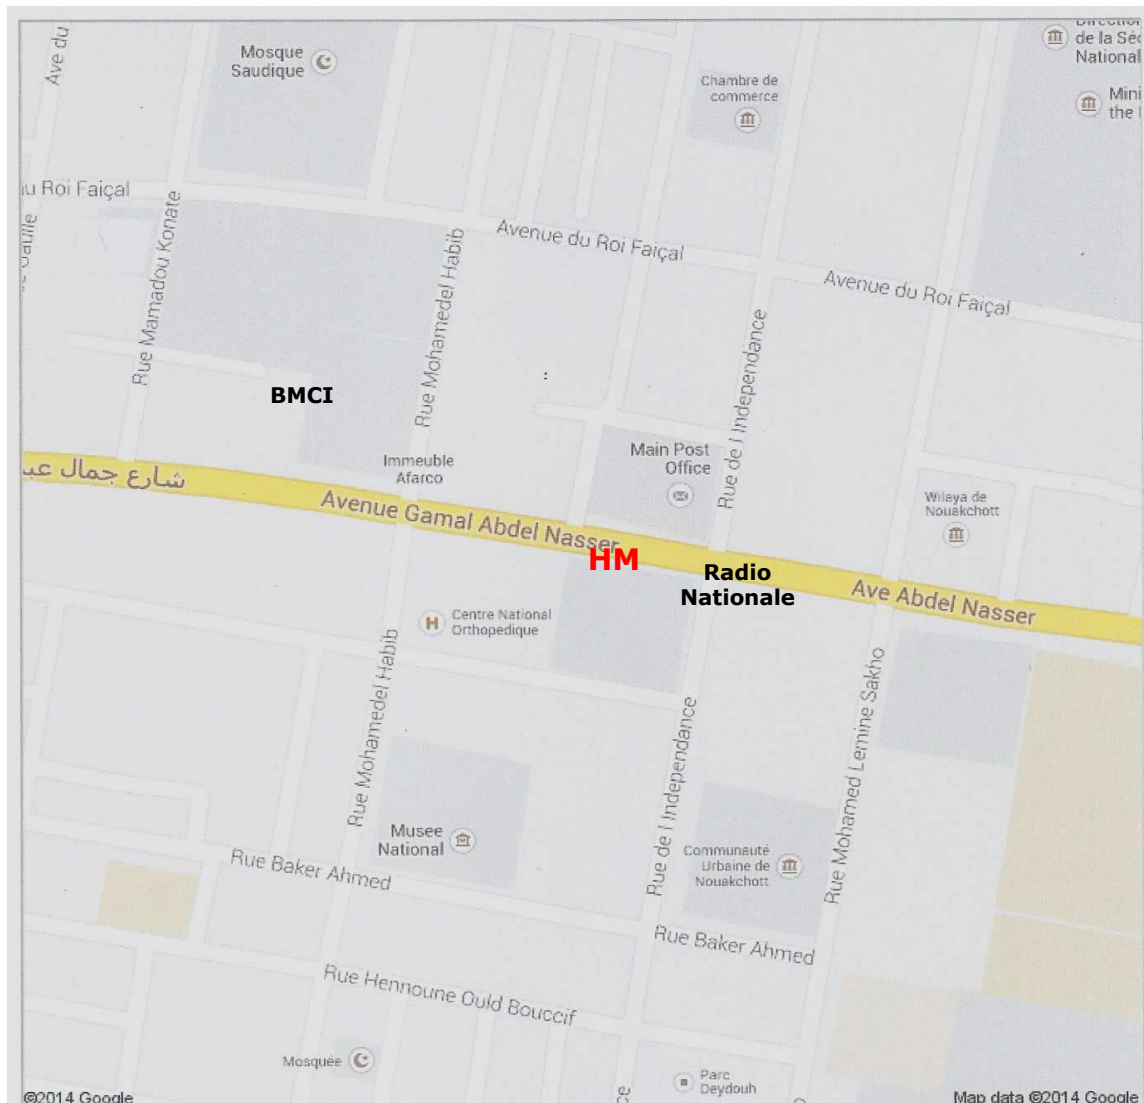 Ave du
Mosque
Saudique
Chambre de
commerce
de la Séc
National
Mini
the
u Roi Faiçal
Rue Mamadou Konate
Rue Mohamedel Habib
Avenue du Roi Faiçal
Avenue du Roi Faiçal
Rue de l Independance
BMCI
:
Immeuble
Afarco
Main Post
Office
Wilaya de
Nouakchott
شارع جمال عبد
Avenue Gamal Abdel Nasser
HM
Radio
Nationale
Ave Abdel Nasser
H
Centre National
Orthopedique
Rue Mohamedel Habib
Rue de l Independance
Rue Mohamed Lemine Sakho
Musee
National
Communauté
Urbaine de
Nouakchott
Rue Baker Ahmed
Rue Baker Ahmed
Rue Hennoune Ould Bouccif
Mosquée
Parc
Deydouh
ce
©2014 Google
Map data ©2014 Google